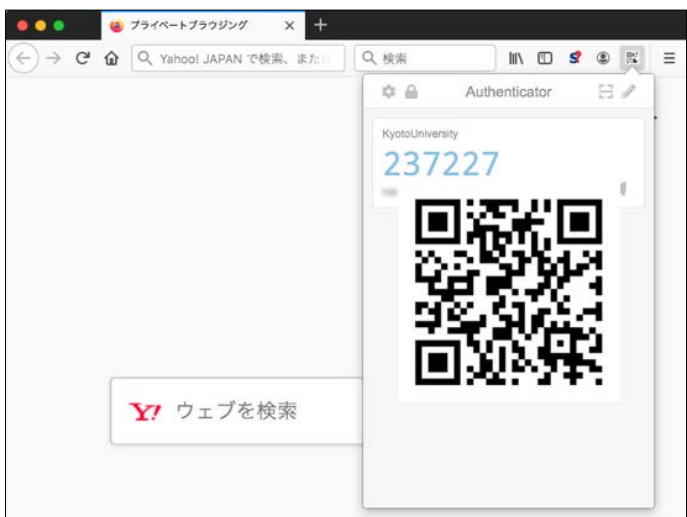 プライベートブラウジング
Yahoo! JAPAN で検索、または
検索
Authenticator
KyotoUniversity
237227
Y! ウェブを検索